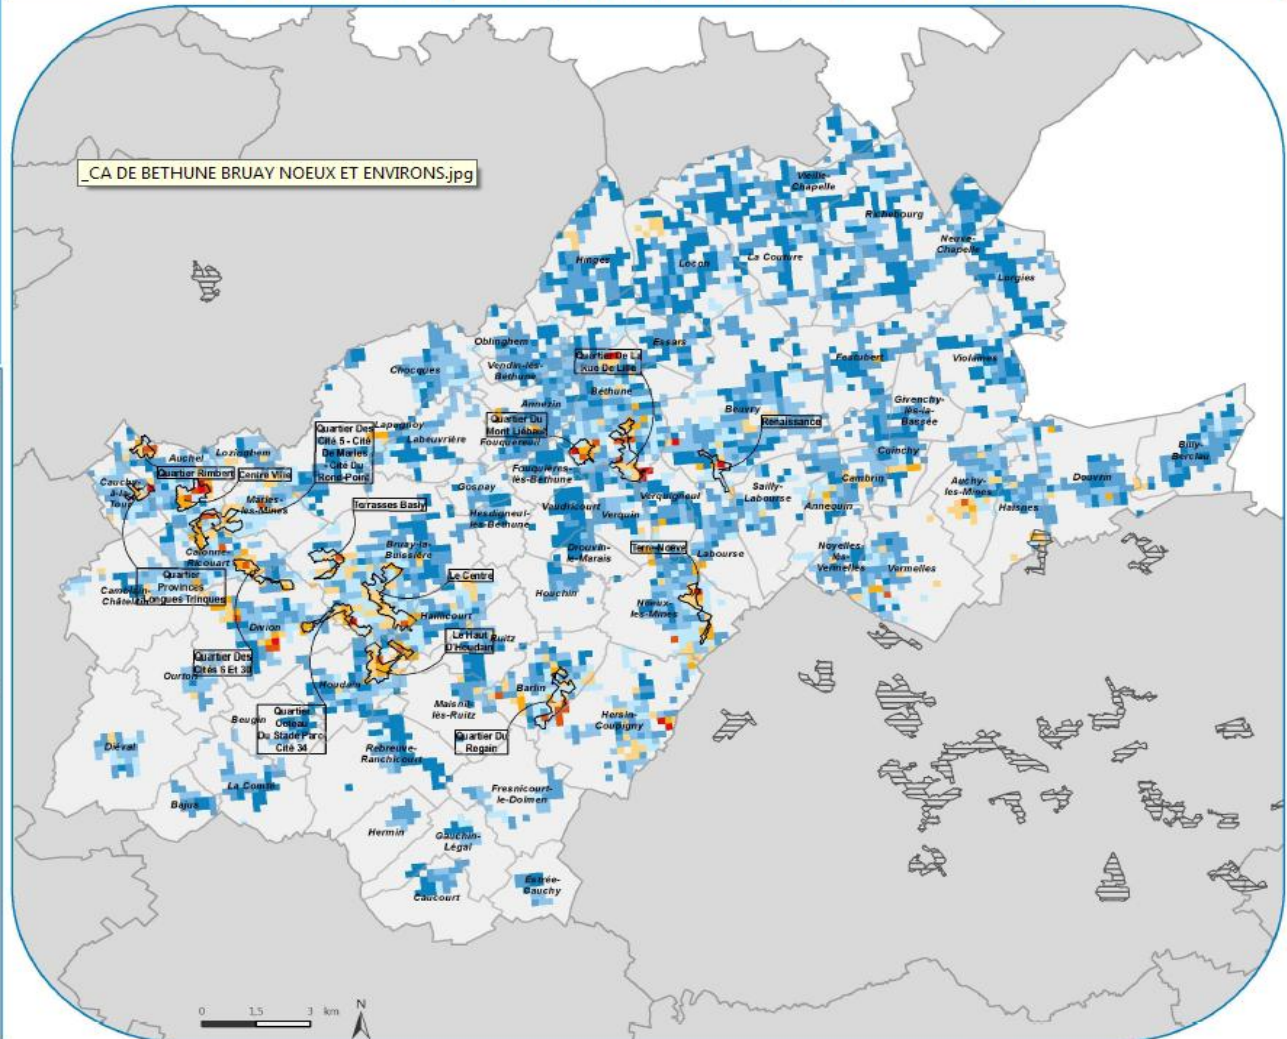 _CA DE BETHUNE BRUAY NOEUX ET ENVIRONS.jpg
Vieille-
Chapelle
Richebourg
Neuve-
Chapelle
Hinges
Locon
La Couture
Lorgies
Oblinghem
Essars
Quartier De La
Rue De Lille
Festubert
Violaines
Chocques
Vendin-lès-
Béthune
Béthune
Annezin
Beuvry
Givenchy-
lès-la-
Bassée
Quartier Du
Mont Liébaut
Renaissance
Fouquereuil
Quartier Des
Cité 5 - Cité
De Marles
- Cité Du
Rond-Point
Lapugnoy
Labeuvrière
Auchel
Lozinghem
Cuinchy
Billy-
Berclau
Quartier Rimbert
Centre Ville
Fouquières-
lès-Béthune
Cauchy-
à-la-
Tour
Gosnay
Verquigneul
Sailly-
Labourse
Cambrin
Auchy-
les-Mines
Douvrin
Marles-
les-Mines
Terrasses Basly
Hesdigneul-
lès-Béthune
Vaudricourt
Verquin
Annequin
Haisnes
Calonne-
Ricouart
Bruay-la-
Buissière
Drouvin-
le-Marais
Terre-Noeve
Labourse
Noyelles-
lès-
Vermelles
Vermelles
Camblain-
Châtelain
Quartier
Provinces
Longues Trinques
Le Centre
Houchin
Noeux-
les-Mines
Divion
Haillicourt
Le Haut
D'Houdain
Ruitz
Quartier Des
Cités 6 Et 30
Ourton
Houdain
Barlin
Maisnil-
lès-Ruitz
Hersin-
Coupigny
Beugin
Quartier
Coteau
Du Stade Parc
Cité 34
Quartier Du
Regain
Diéval
Rebreuve-
Ranchicourt
La Comté
Bajus
Fresnicourt-
le-Dolmen
Hermin
Gauchin-
Légal
Caucourt
Estrée-
Cauchy
0 1,5 3 km
N